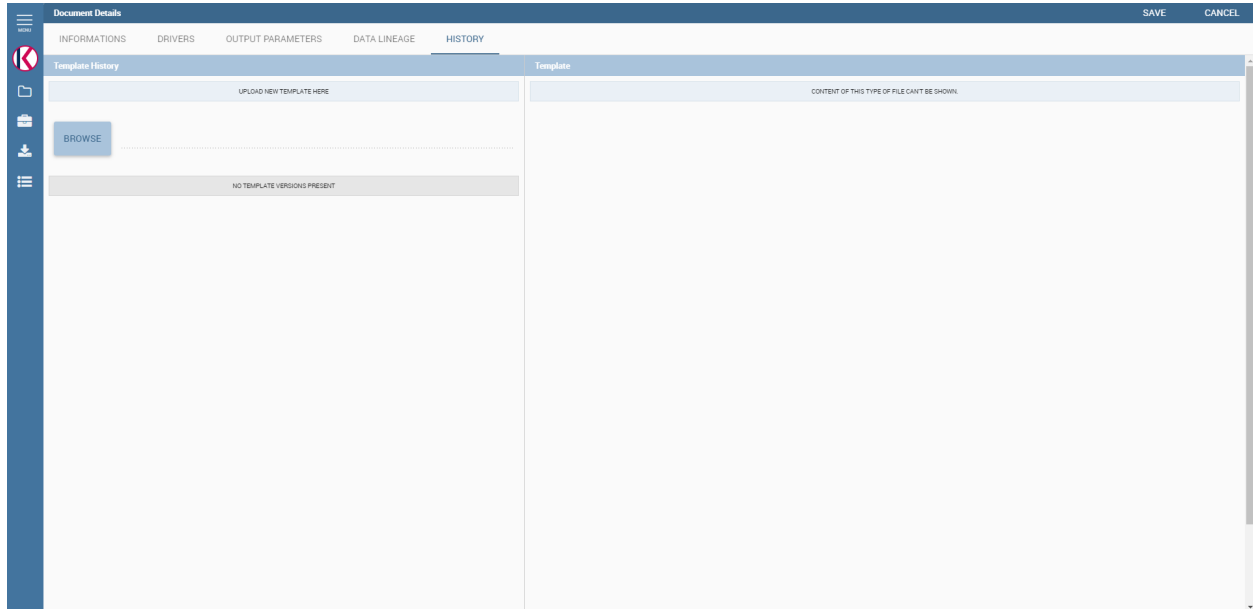 Document Details
SAVE
CANCEL
MENU
INFORMATIONS
DRIVERS
OUTPUT PARAMETERS
DATA LINEAGE
HISTORY
Template History
Template
UPLOAD NEW TEMPLATE HERE
CONTENT OF THIS TYPE OF FILE CAN'T BE SHOWN.
BROWSE
NO TEMPLATE VERSIONS PRESENT